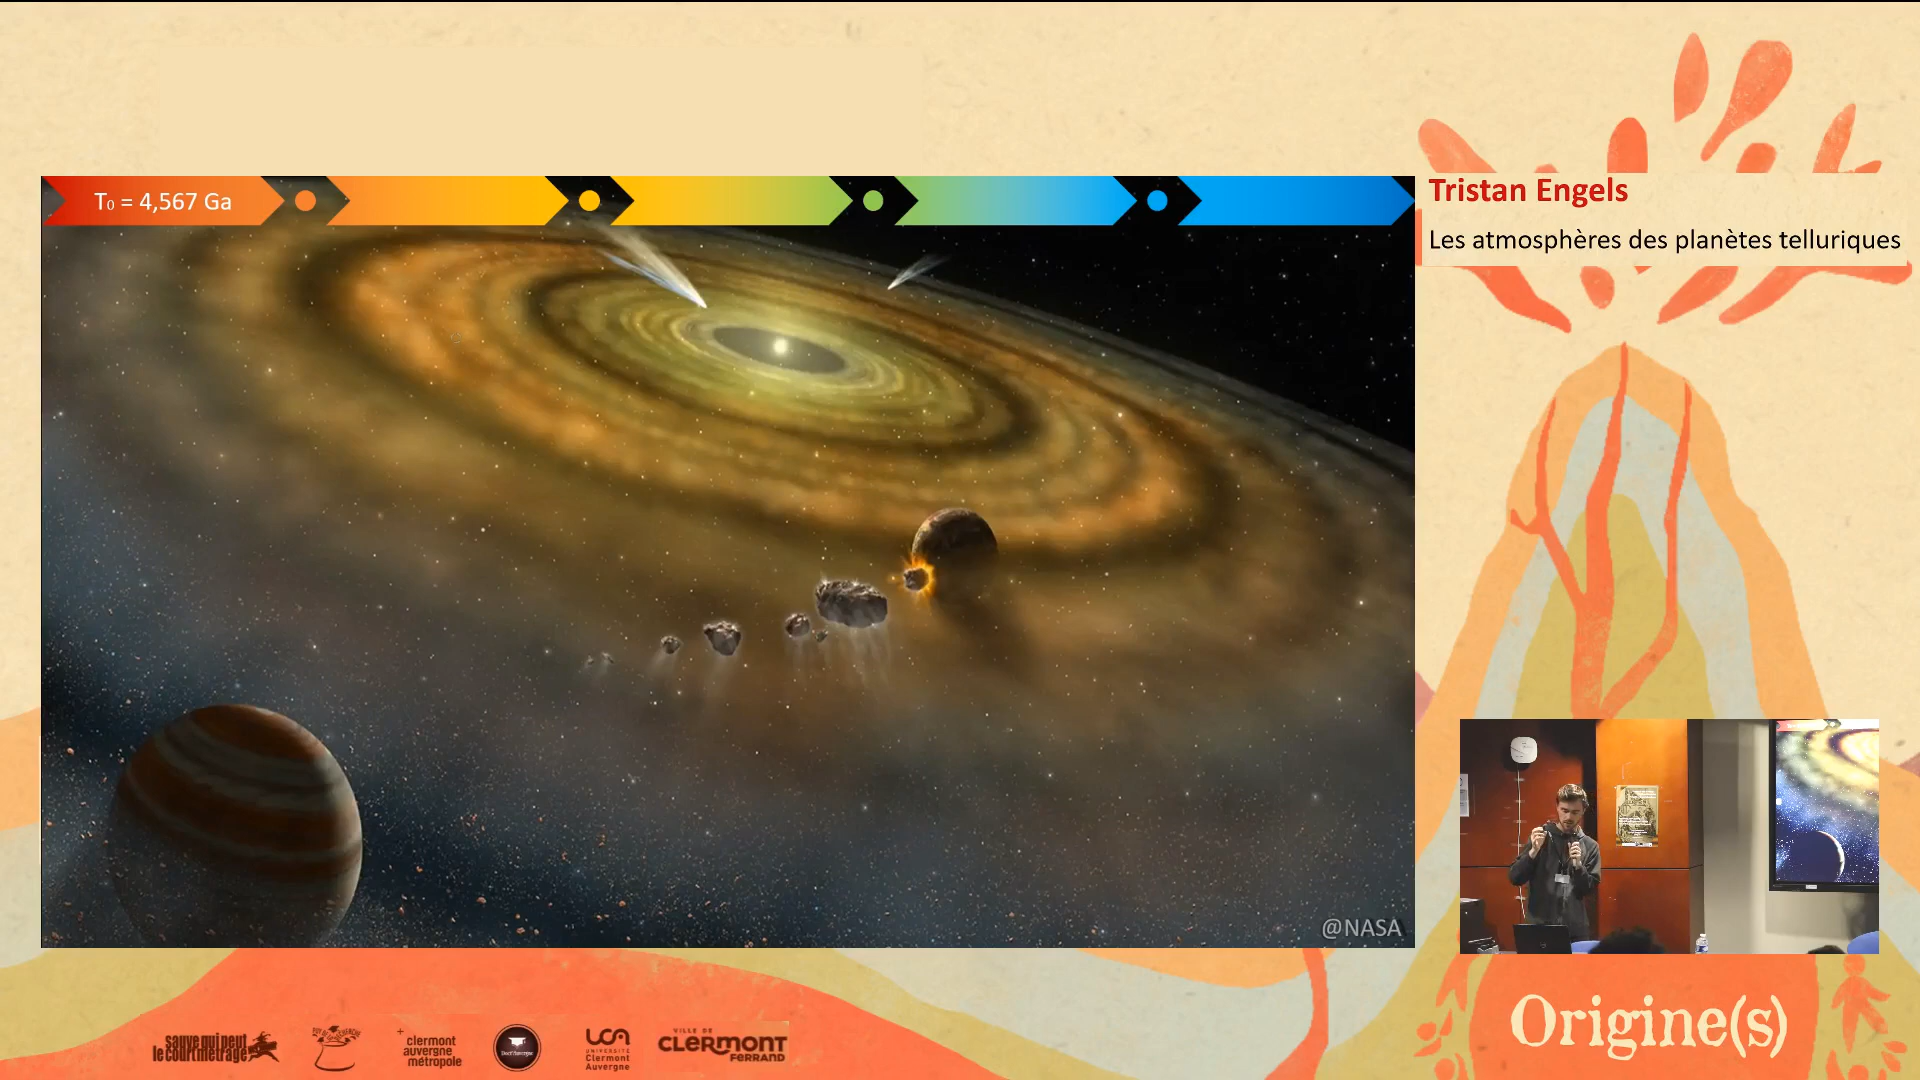 T₀ = 4,567 Ga
Tristan Engels
Les atmosphères des planètes telluriques
@NASA
Origine(s)
sauve qui peut
le court métrage
clermont
auvergne
métropole
UCA
UNIVERSITÉ
Clermont
Auvergne
VILLE DE
CLERMONT
FERRAND